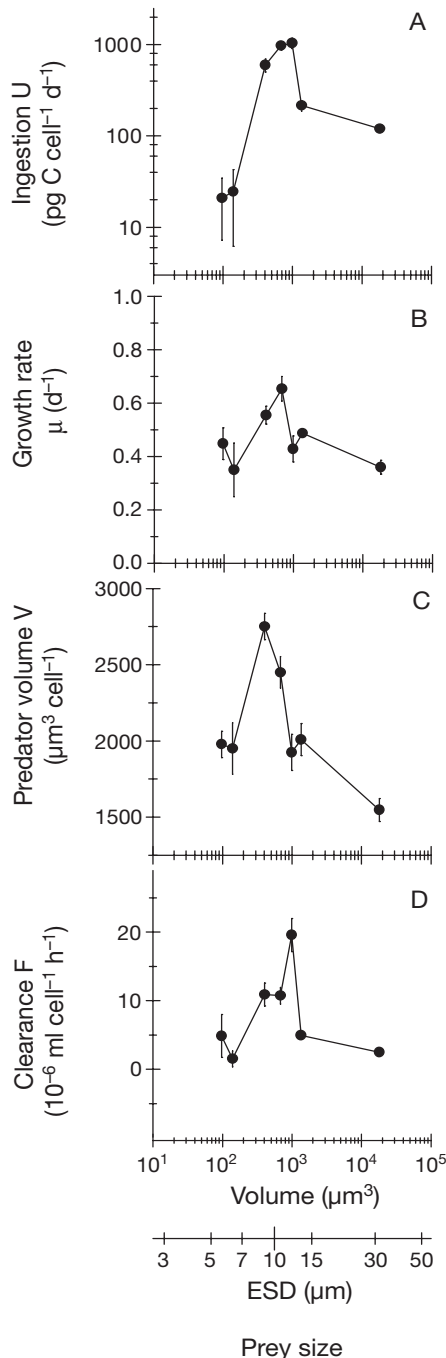 A
Ingestion U
(pg C cell⁻¹ d⁻¹)
1000
100
10
B
Growth rate
μ (d⁻¹)
1.0
0.8
0.6
0.4
0.2
0.0
C
Predator volume V
(μm³ cell⁻¹)
3000
2500
2000
1500
D
Clearance F
(10⁻⁶ ml cell⁻¹ h⁻¹)
20
10
0
10¹ 10² 10³ 10⁴ 10⁵
Volume (μm³)
3 5 7 10 15 30 50
ESD (μm)
Prey size